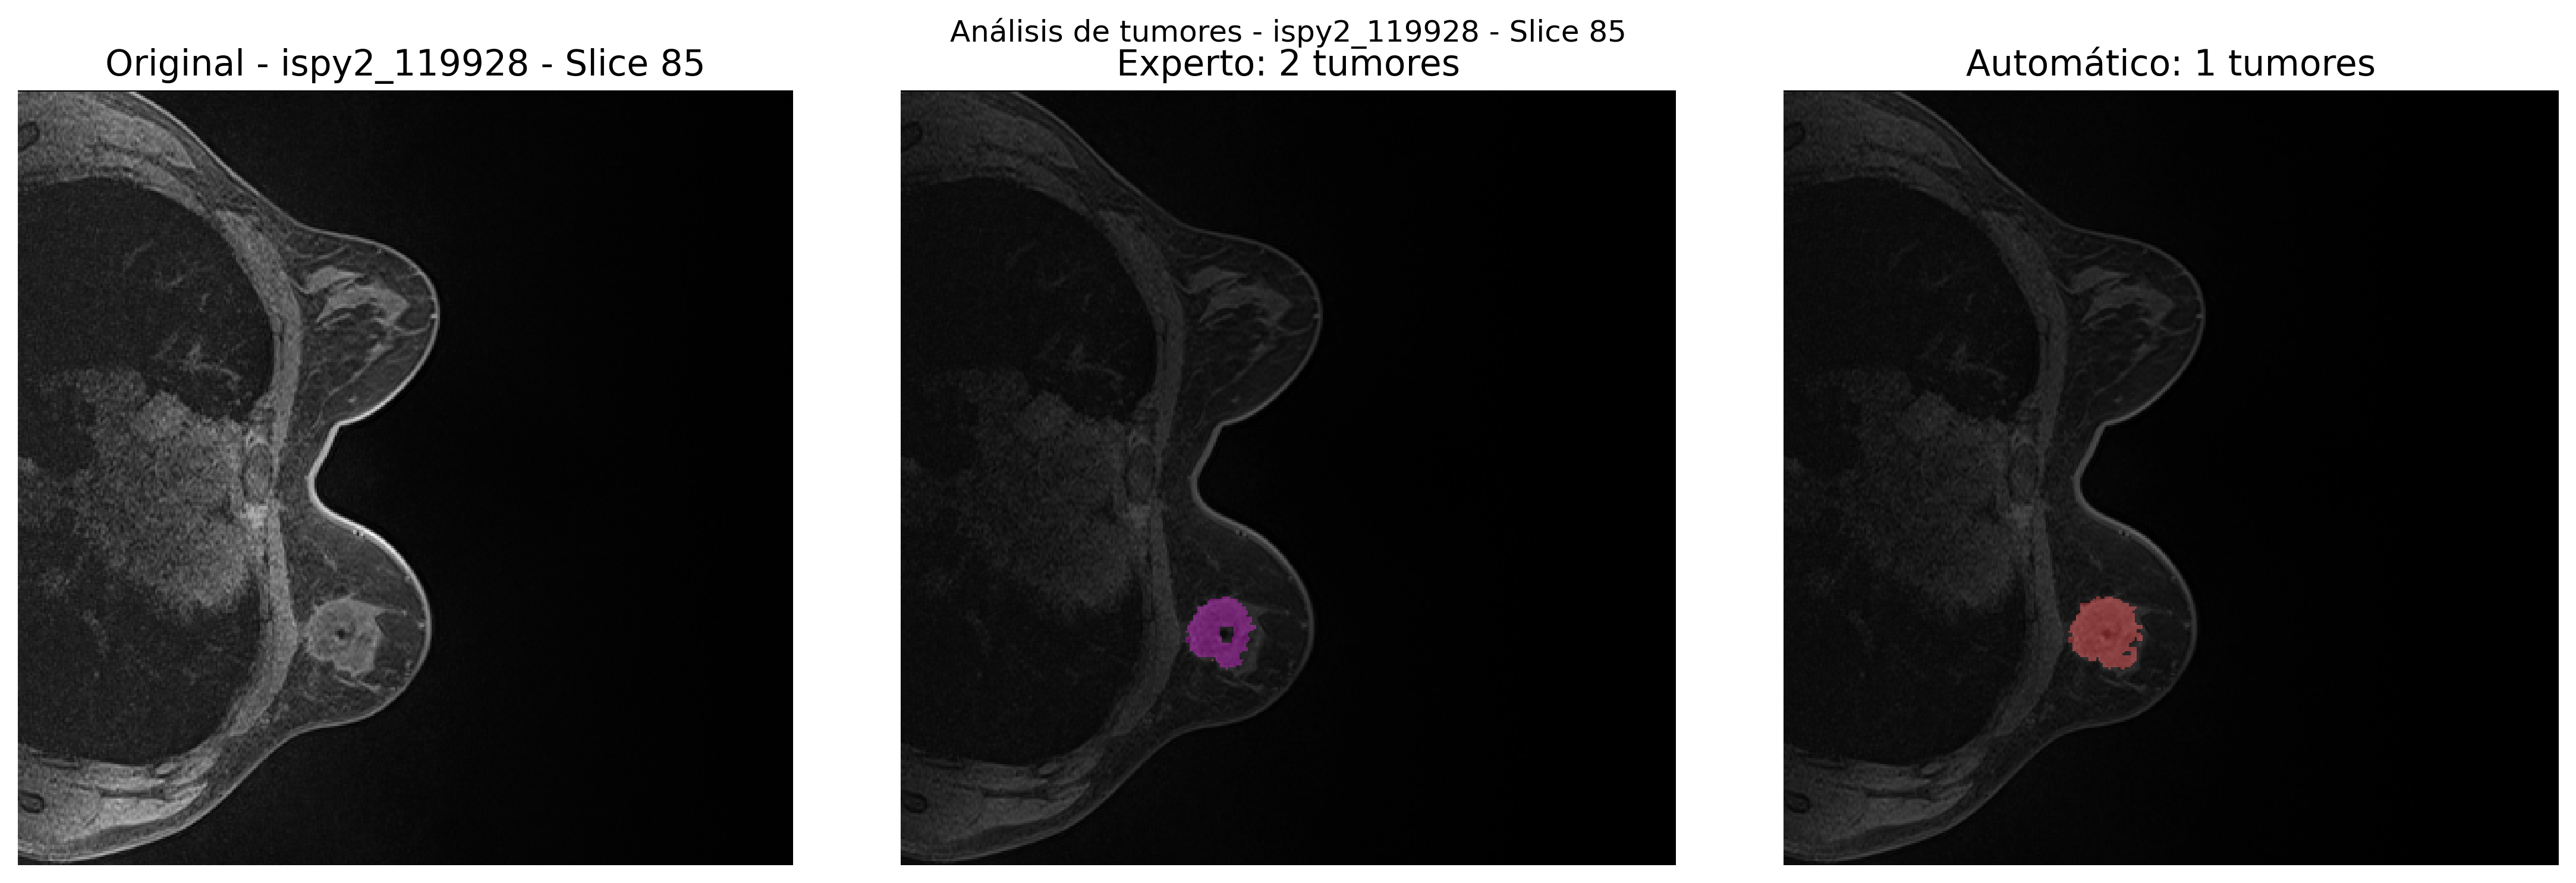 Análisis de tumores - ispy2_119928 - Slice 85
Original - ispy2_119928 - Slice 85
Experto: 2 tumores
Automático: 1 tumores